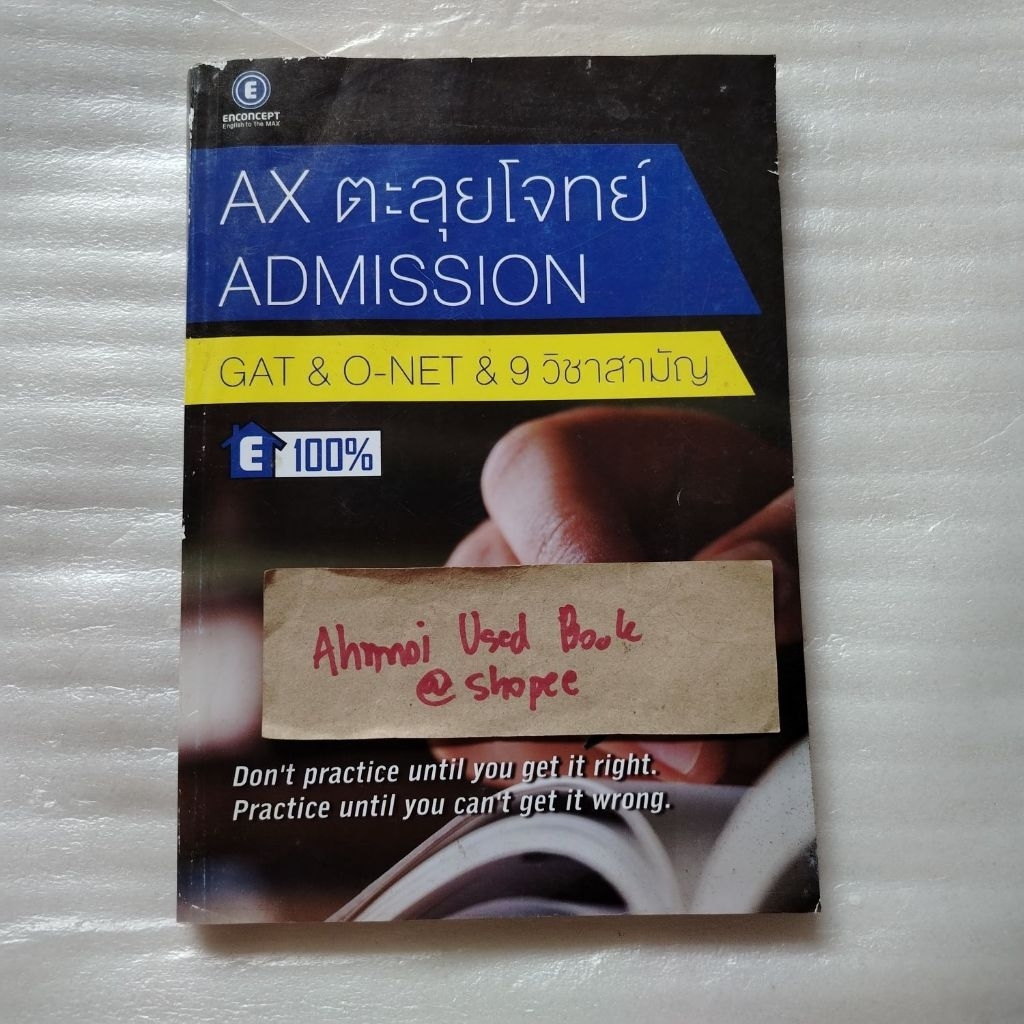 E
ENCONCEPT
English to The MAX
AX ตะลุยโจทย์
ADMISSION
GAT & O-NET & 9 วิชาสามัญ
E 100%
Ahmnoi Used Book
@ shopee
Don't practice until you get it right.
Practice until you can't get it wrong.